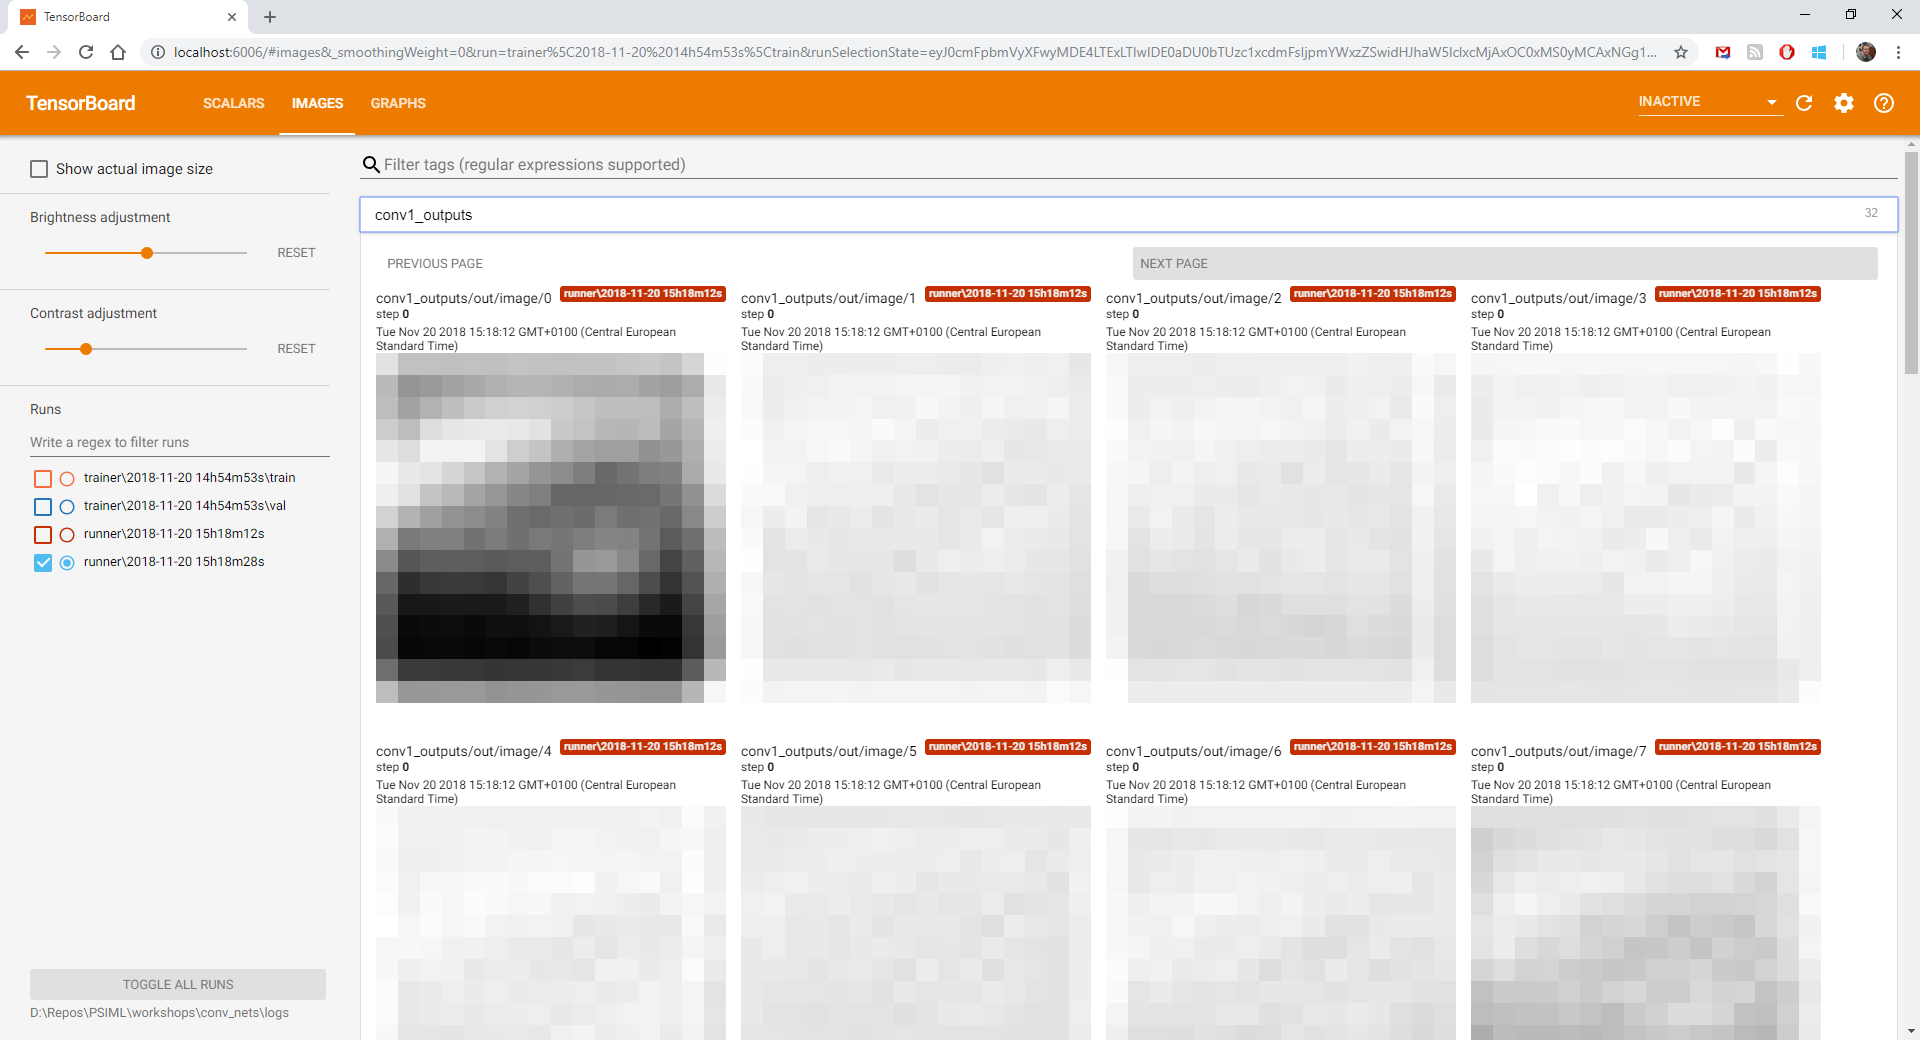 TensorBoard
localhost:6006/#images&_smoothingWeight=0&run=trainer%5C2018-11-20%2014h54m53s%5Ctrain&runSelectionState=
TensorBoard
SCALARS
IMAGES
GRAPHS
INACTIVE
Show actual image size
Brightness adjustment
RESET
Contrast adjustment
RESET
Runs
Write a regex to filter runs
trainer\2018-11-20 14h54m53s\train
trainer\2018-11-20 14h54m53s\val
runner\2018-11-20 15h18m12s
runner\2018-11-20 15h18m28s
TOGGLE ALL RUNS
D:\Repos\PSIML\workshops\conv_nets\logs
Filter tags (regular expressions supported)
conv1_outputs
32
PREVIOUS PAGE
NEXT PAGE
conv1_outputs/out/image/0
runner\2018-11-20 15h18m12s
step 0
Tue Nov 20 2018 15:18:12 GMT+0100 (Central European
Standard Time)
conv1_outputs/out/image/1
runner\2018-11-20 15h18m12s
step 0
Tue Nov 20 2018 15:18:12 GMT+0100 (Central European
Standard Time)
conv1_outputs/out/image/2
runner\2018-11-20 15h18m12s
step 0
Tue Nov 20 2018 15:18:12 GMT+0100 (Central European
Standard Time)
conv1_outputs/out/image/3
runner\2018-11-20 15h18m12s
step 0
Tue Nov 20 2018 15:18:12 GMT+0100 (Central European
Standard Time)
conv1_outputs/out/image/4
runner\2018-11-20 15h18m12s
step 0
Tue Nov 20 2018 15:18:12 GMT+0100 (Central European
Standard Time)
conv1_outputs/out/image/5
runner\2018-11-20 15h18m12s
step 0
Tue Nov 20 2018 15:18:12 GMT+0100 (Central European
Standard Time)
conv1_outputs/out/image/6
runner\2018-11-20 15h18m12s
step 0
Tue Nov 20 2018 15:18:12 GMT+0100 (Central European
Standard Time)
conv1_outputs/out/image/7
runner\2018-11-20 15h18m12s
step 0
Tue Nov 20 2018 15:18:12 GMT+0100 (Central European
Standard Time)